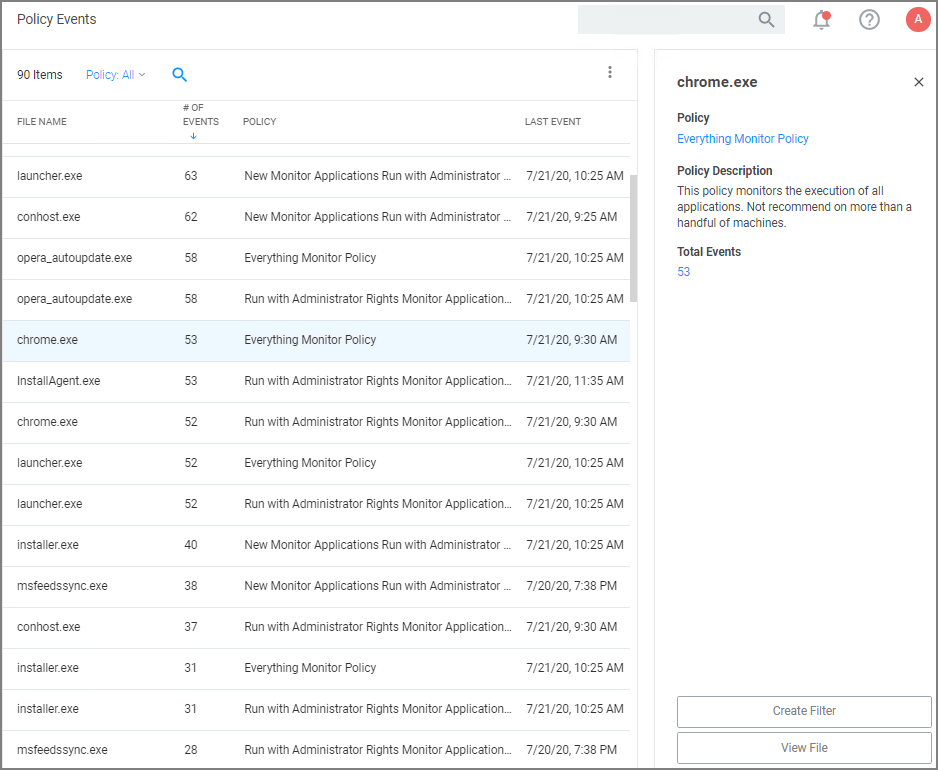 Policy Events
A
90 Items Policy: All
FILE NAME # OF EVENTS POLICY LAST EVENT
launcher.exe 63 New Monitor Applications Run with Administrator ... 7/21/20, 10:25 AM
conhost.exe 62 New Monitor Applications Run with Administrator ... 7/21/20, 9:25 AM
opera_autoupdate.exe 58 Everything Monitor Policy 7/21/20, 10:25 AM
opera_autoupdate.exe 58 Run with Administrator Rights Monitor Application... 7/21/20, 10:25 AM
chrome.exe 53 Everything Monitor Policy 7/21/20, 9:30 AM
InstallAgent.exe 53 Run with Administrator Rights Monitor Application... 7/21/20, 11:35 AM
chrome.exe 52 Run with Administrator Rights Monitor Application... 7/21/20, 9:30 AM
launcher.exe 52 Everything Monitor Policy 7/21/20, 10:25 AM
launcher.exe 52 Run with Administrator Rights Monitor Application... 7/21/20, 10:25 AM
installer.exe 40 New Monitor Applications Run with Administrator ... 7/21/20, 10:25 AM
msfeedssync.exe 38 New Monitor Applications Run with Administrator ... 7/20/20, 7:38 PM
conhost.exe 37 Run with Administrator Rights Monitor Application... 7/21/20, 9:30 AM
installer.exe 31 Everything Monitor Policy 7/21/20, 10:25 AM
installer.exe 31 Run with Administrator Rights Monitor Application... 7/21/20, 10:25 AM
msfeedssync.exe 28 Run with Administrator Rights Monitor Application... 7/20/20, 7:38 PM
chrome.exe
Policy
Everything Monitor Policy
Policy Description
This policy monitors the execution of all
applications. Not recommend on more than a
handful of machines.
Total Events
53
Create Filter
View File